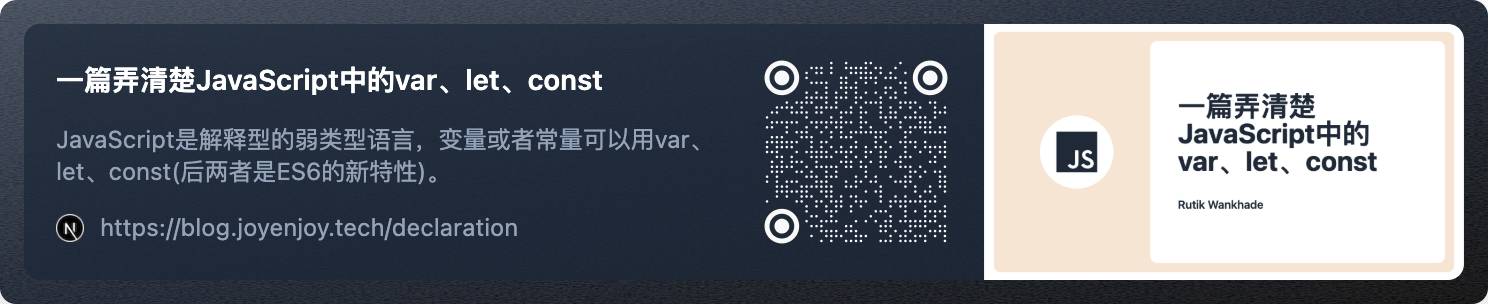 一篇弄清楚JavaScript中的var、let、const
JavaScript是解释型的弱类型语言，变量或者常量可以用var、
let、const(后两者是ES6的新特性)。
N
https://blog.joyenjoy.tech/declaration
JS
一篇弄清楚
JavaScript中的
var、let、const
Rutik Wankhade